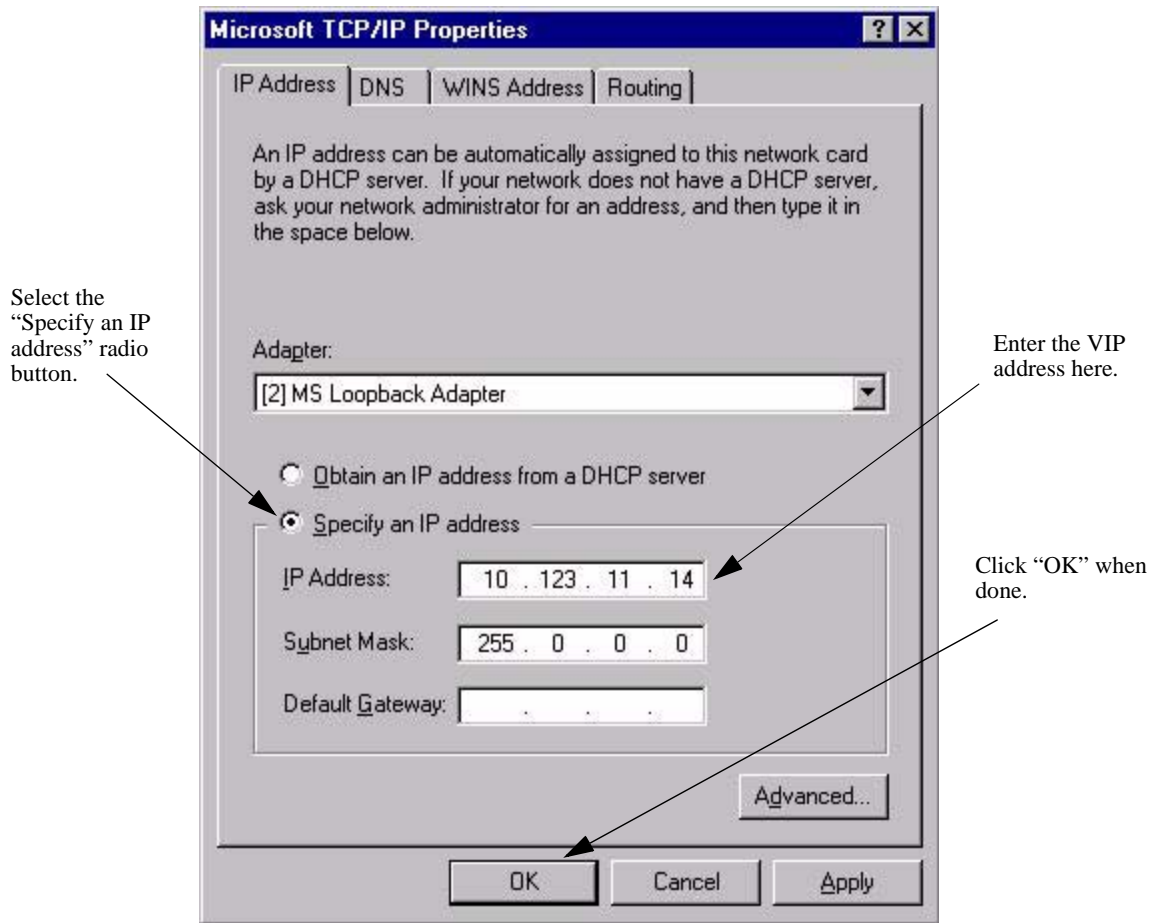 Microsoft TCP/IP Properties
IP Address
DNS
WINS Address
Routing
An IP address can be automatically assigned to this network card
by a DHCP server. If your network does not have a DHCP server,
ask your network administrator for an address, and then type it in
the space below.
Select the
“Specify an IP
address” radio
button.
Adapter:
[2] MS Loopback Adapter
Enter the VIP
address here.
Obtain an IP address from a DHCP server
Specify an IP address
IP Address:
10 . 123 . 11 . 14
Subnet Mask:
255 . 0 . 0 . 0
Default Gateway:
. . .
Click “OK” when
done.
Advanced...
OK
Cancel
Apply